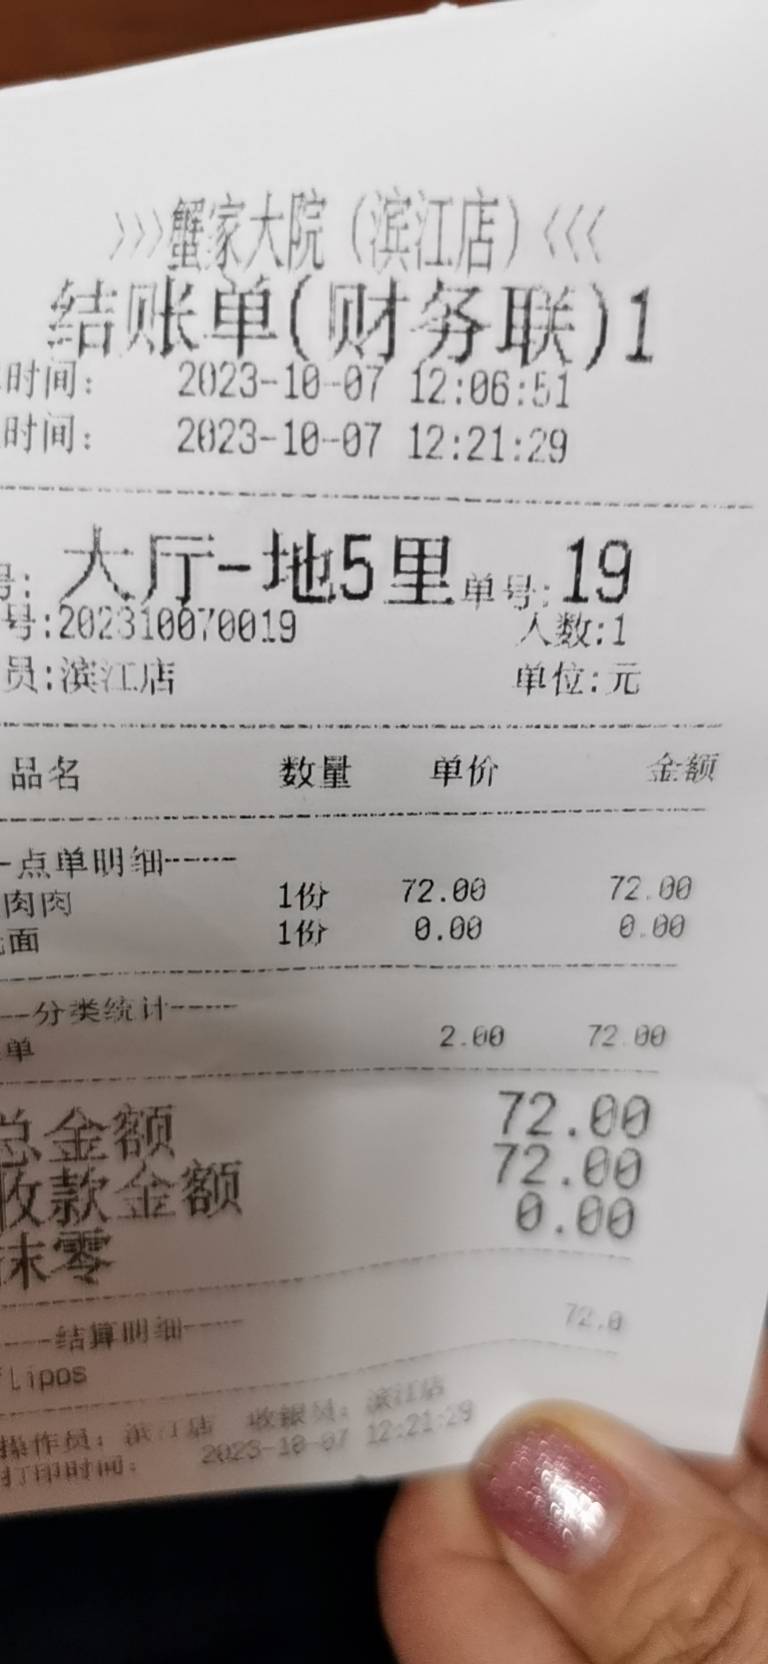 >>>蟹家大院（滨江店）<<<
结账单(财务联)1
时间: 2023-10-07 12:06:51
时间: 2023-10-07 12:21:29
号: 大厅-地5里 单号: 19
号:202310070019 人数:1
员:滨江店 单位:元
品名 数量 单价 金额
-点单明细-----
肉肉 1份 72.00 72.00
面 1份 0.00 0.00
---分类统计-----
单 2.00 72.00
总金额 72.00
收款金额 72.00
抹零 0.00
----结算明细-----
lipos 72.0
操作员: 滨江店 收银员: 滨江店
打印时间: 2023-10-07 12:21:29